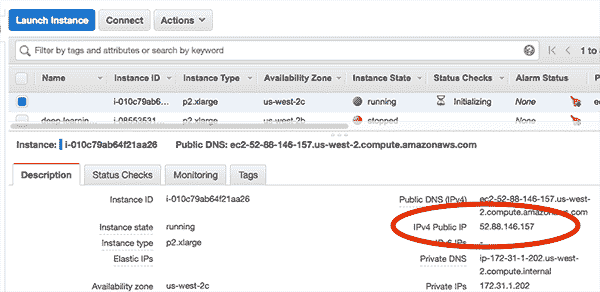 Launch Instance Connect Actions
Filter by tags and attributes or search by keyword 1 to
Name Instance ID Instance Type Availability Zone Instance State Status Checks Alarm Status P
i-010c79ab6... p2.xlarge us-west-2c running Initializing None
deep-learnin i-08553531 p2.xlarge us-west-2b stopped None
Instance: i-010c79ab64f21aa26 Public DNS: ec2-52-88-146-157.us-west-2.compute.amazonaws.com
Description Status Checks Monitoring Tags
Instance ID i-010c79ab64f21aa26 Public DNS (IPv4) ec2-52-88-146-157.us-west-
2.compute.amazonaws.com
Instance state running IPv4 Public IP 52.88.146.157
Instance type p2.xlarge IPv6 IPs -
Elastic IPs Private DNS ip-172-31-1-202.us-west-
2.compute.internal
Availability zone us-west-2c Private IPs 172.31.1.202